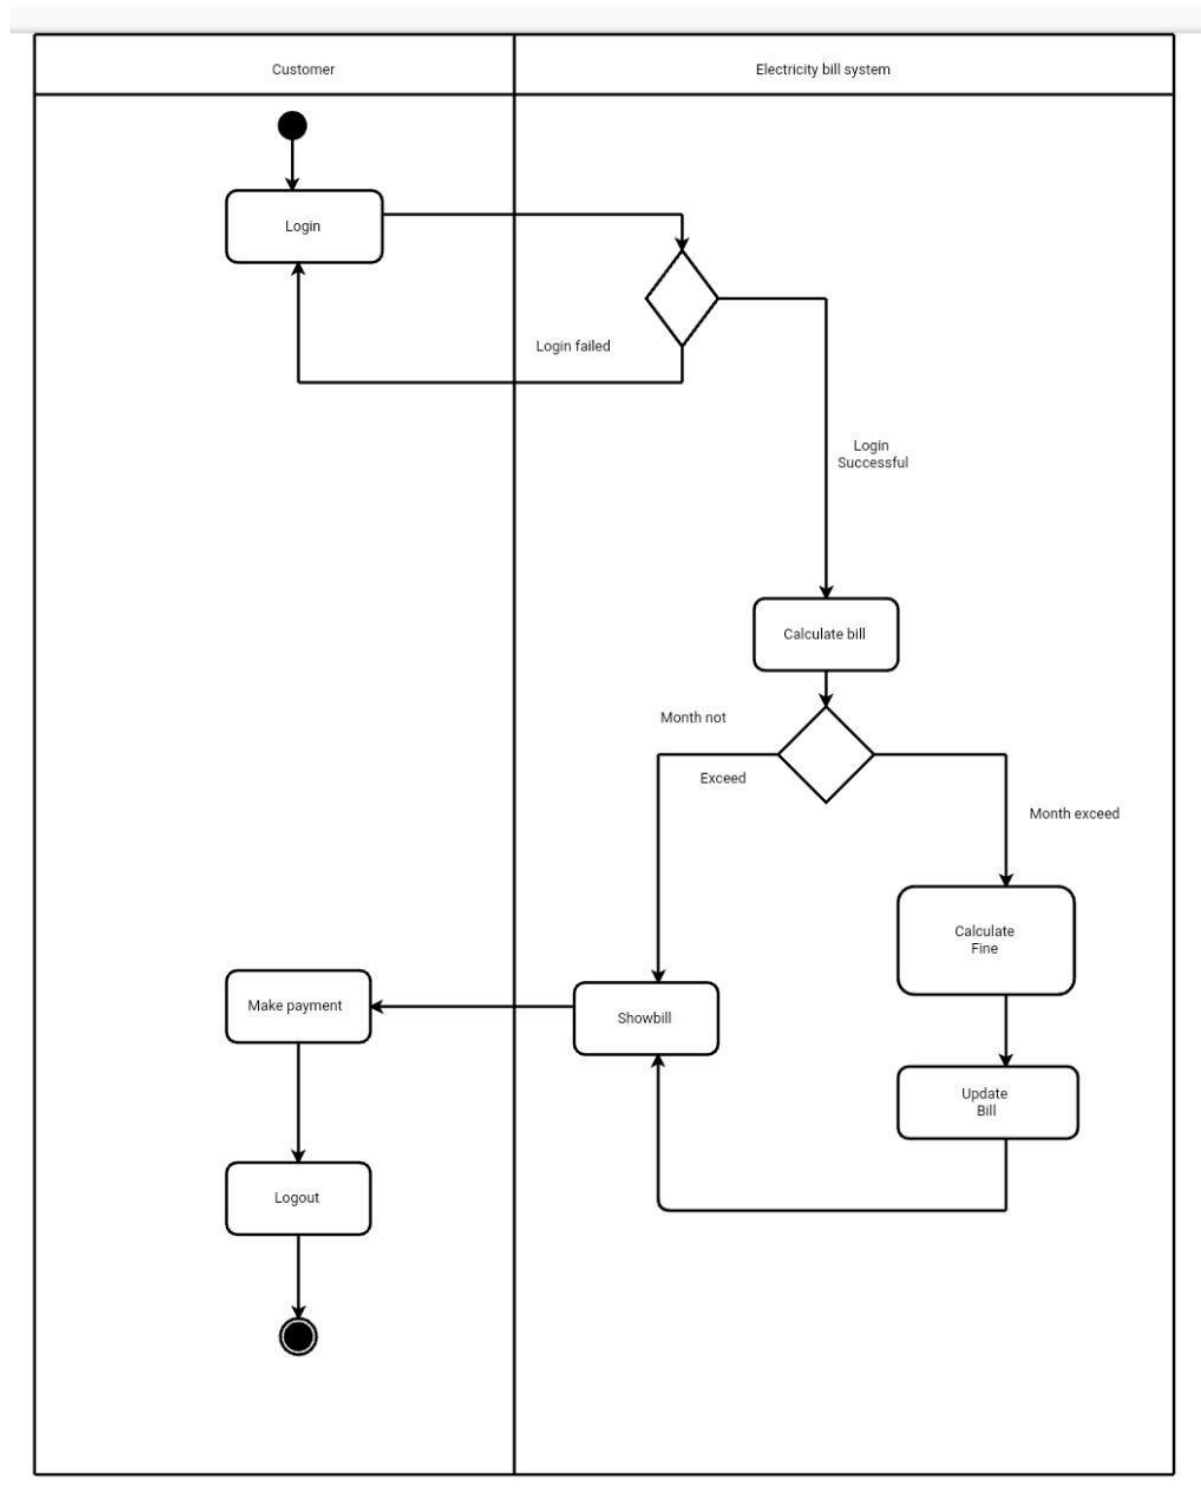 Customer
Electricity bill system
Login
Login failed
Login
Successful
Calculate bill
Month not
Exceed
Month exceed
Calculate
Fine
Make payment
Showbill
Update
Bill
Logout